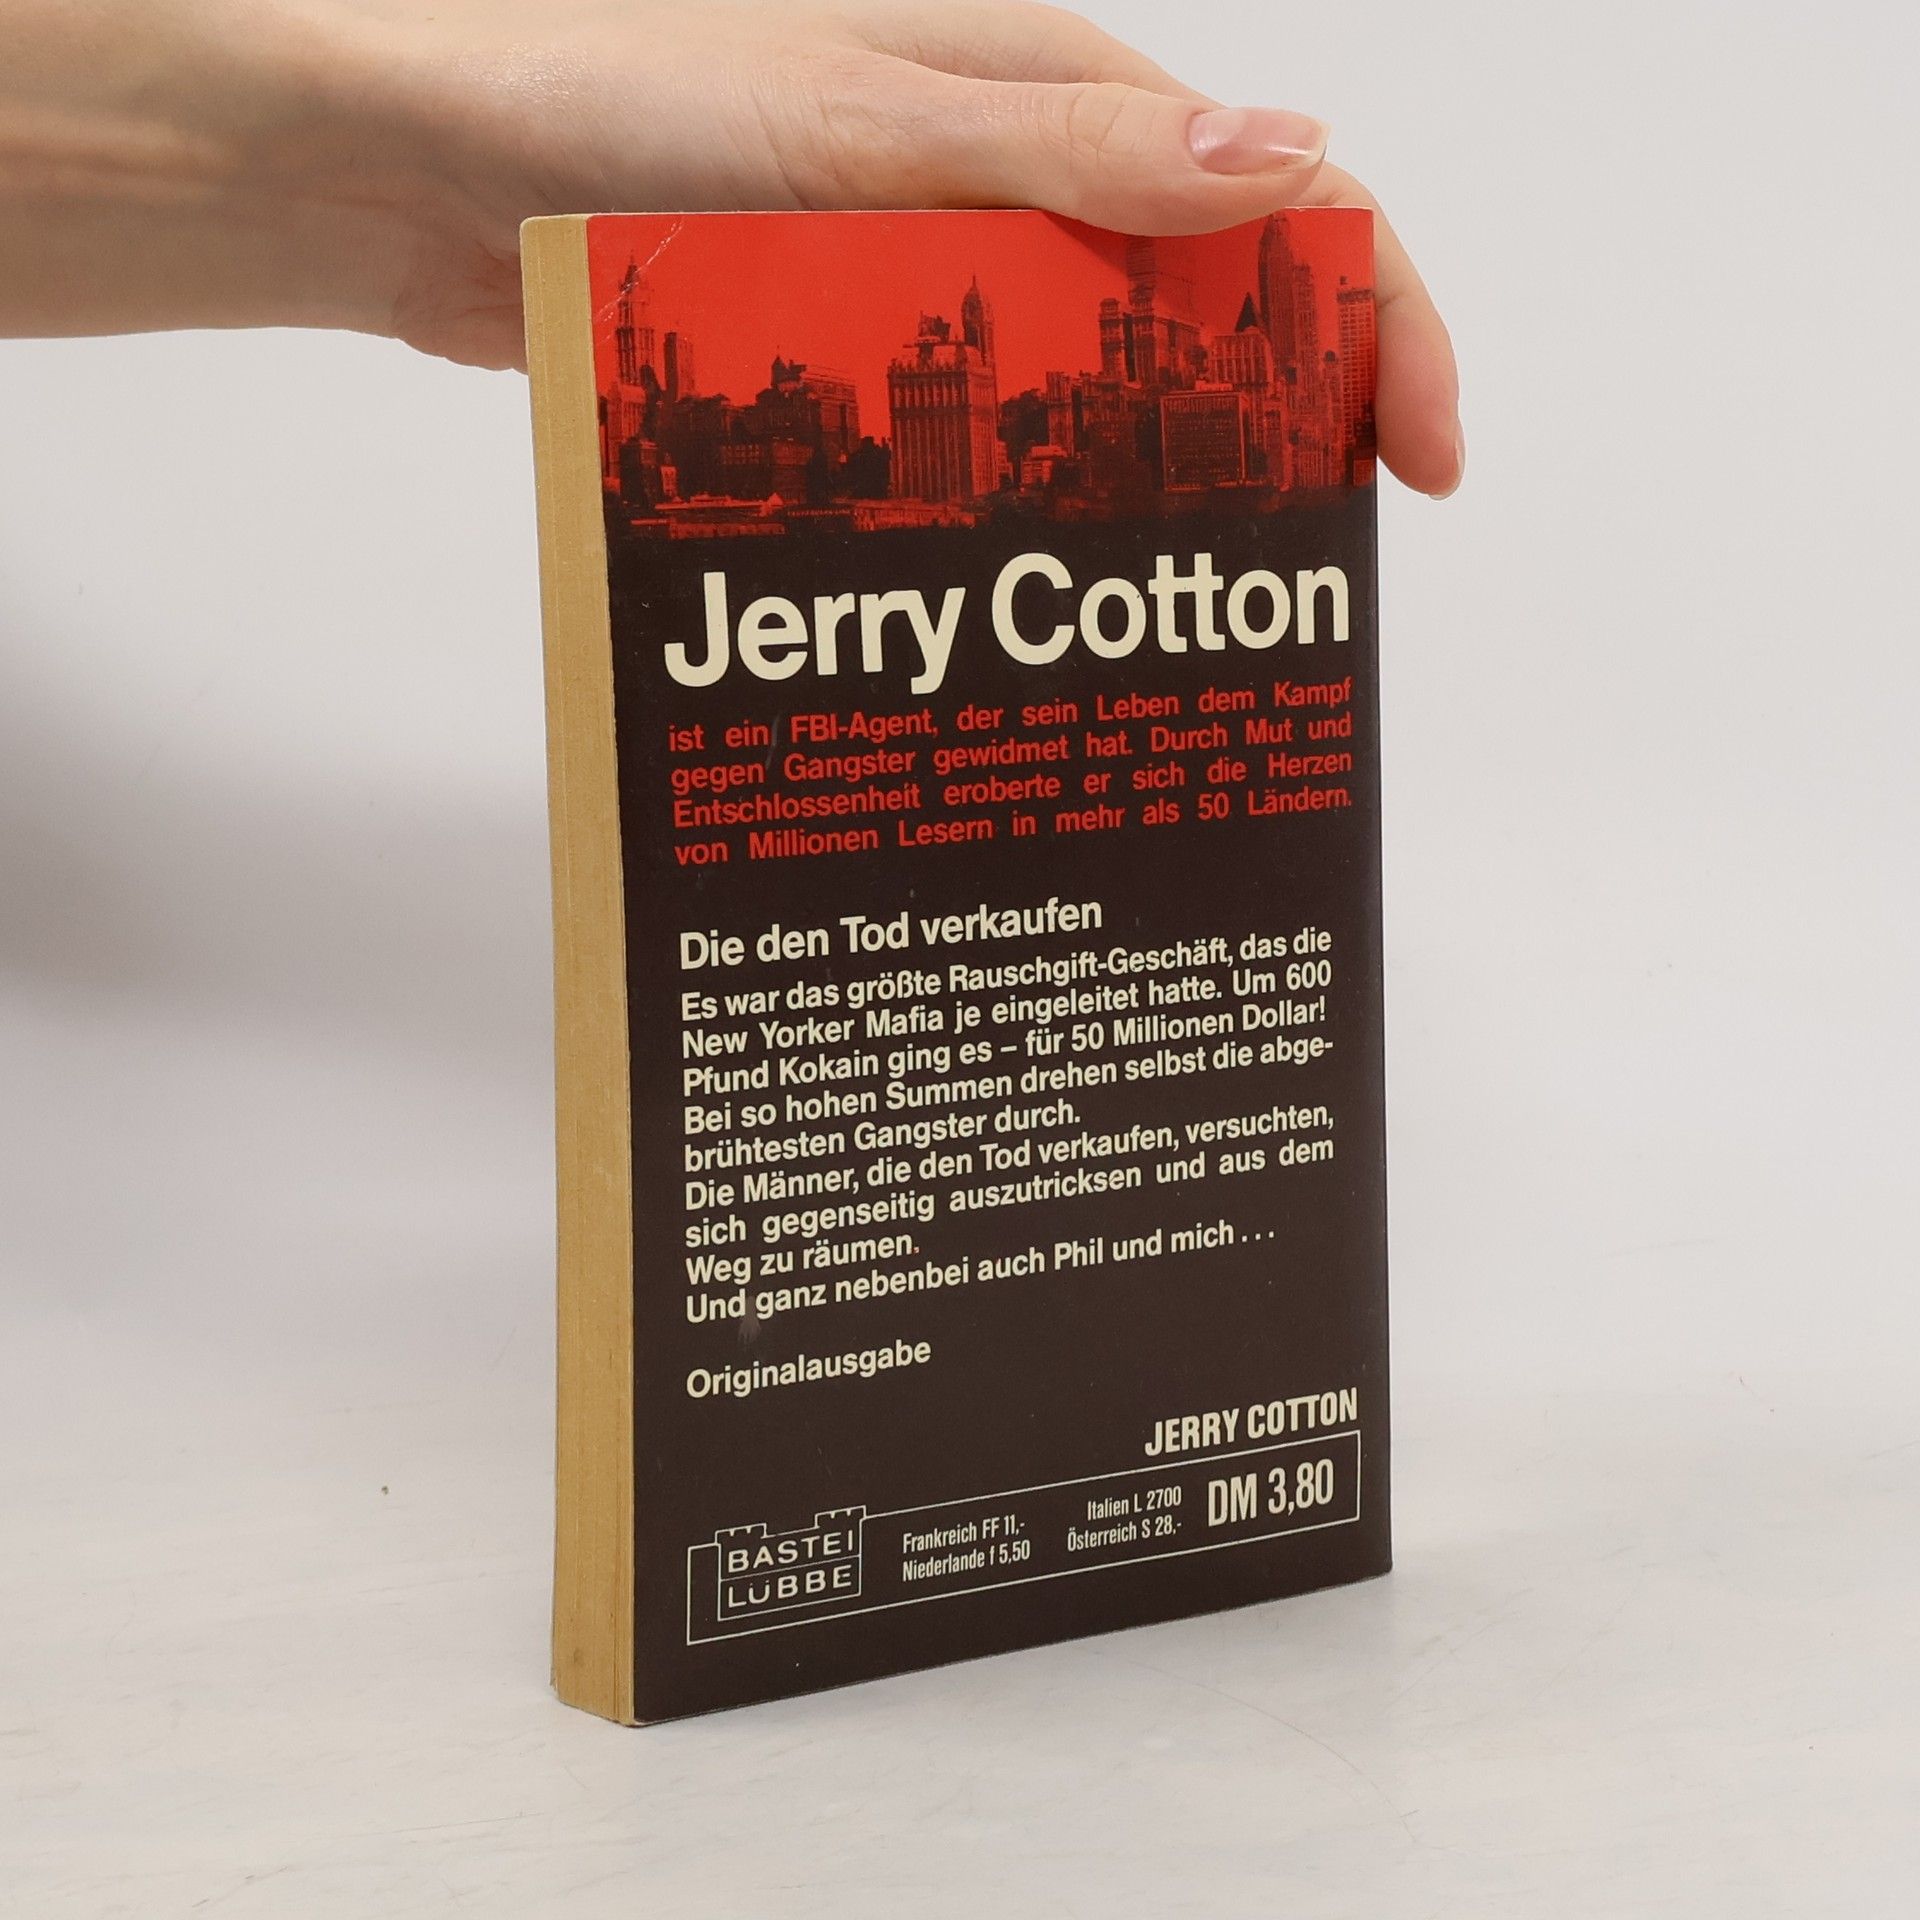 Jerry Cotton
ist ein FBI-Agent, der sein Leben dem Kampf
gegen Gangster gewidmet hat. Durch Mut und
Entschlossenheit eroberte er sich die Herzen
von Millionen Lesern in mehr als 50 Ländern.
Die den Tod verkaufen
Es war das größte Rauschgift-Geschäft, das die
New Yorker Mafia je eingeleitet hatte. Um 600
Pfund Kokain ging es – für 50 Millionen Dollar!
Bei so hohen Summen drehen selbst die abge-
brühtesten Gangster durch.
Die Männer, die den Tod verkaufen, versuchten,
sich gegenseitig auszutricksen und aus dem
Weg zu räumen.
Und ganz nebenbei auch Phil und mich . . .
Originalausgabe
JERRY COTTON
BASTEI
LÜBBE
Frankreich FF 11,-
Niederlande f 5,50
Italien L 2700
Österreich S 28,-
DM 3,80